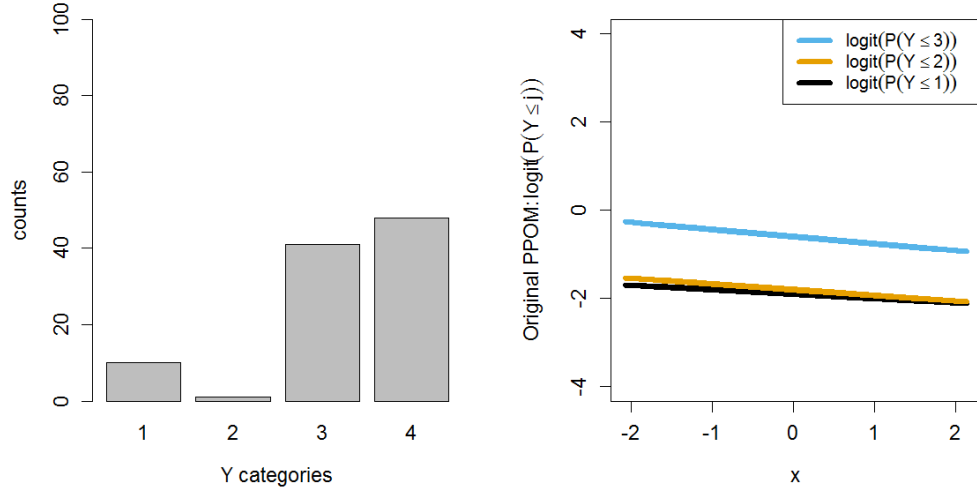 counts
100
80
60
40
20
0
1 2 3 4
Y categories
Original PPOM:logit(P(Y ≤ j))
4
2
0
-2
-4
logit(P(Y ≤ 3))
logit(P(Y ≤ 2))
logit(P(Y ≤ 1))
-2 -1 0 1 2
x